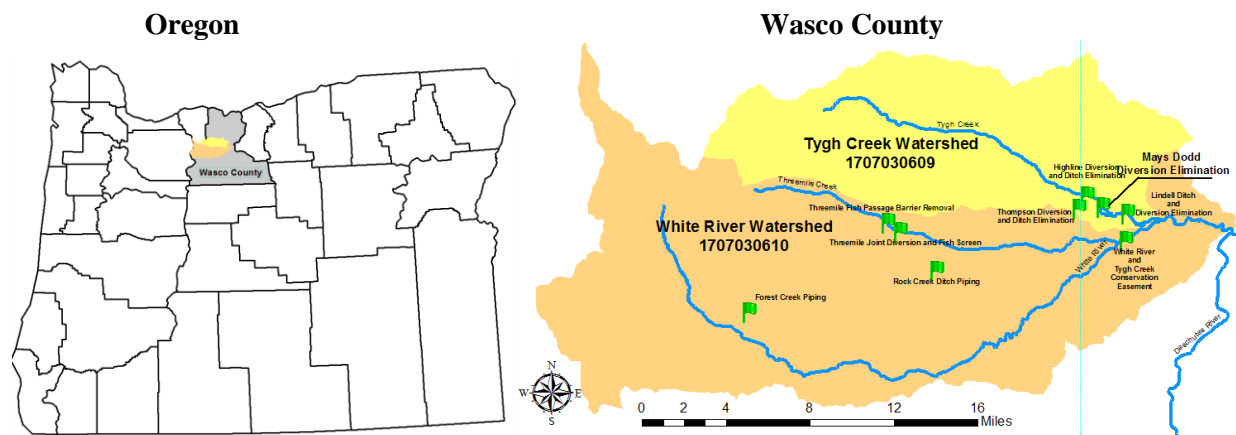 Oregon
Wasco County
Wasco County
Tygh Creek
Tygh Creek Watershed
1707030609
Highline Diversion
and Ditch Elimination
Mays Dodd
Diversion Elimination
Threemile Creek
Threemile Fish Passage Barrier Removal
Thompson Diversion
and Ditch Elimination
Lindell Ditch
and
Diversion Elimination
White River Watershed
1707030610
Threemile Joint Diversion and Fish Screen
White River
White River
and
Tygh Creek
Conservation
Easement
Rock Creek Ditch Piping
Forest Creek Piping
Deschutes River
N
W E
S
0 2 4 8 12 16
Miles